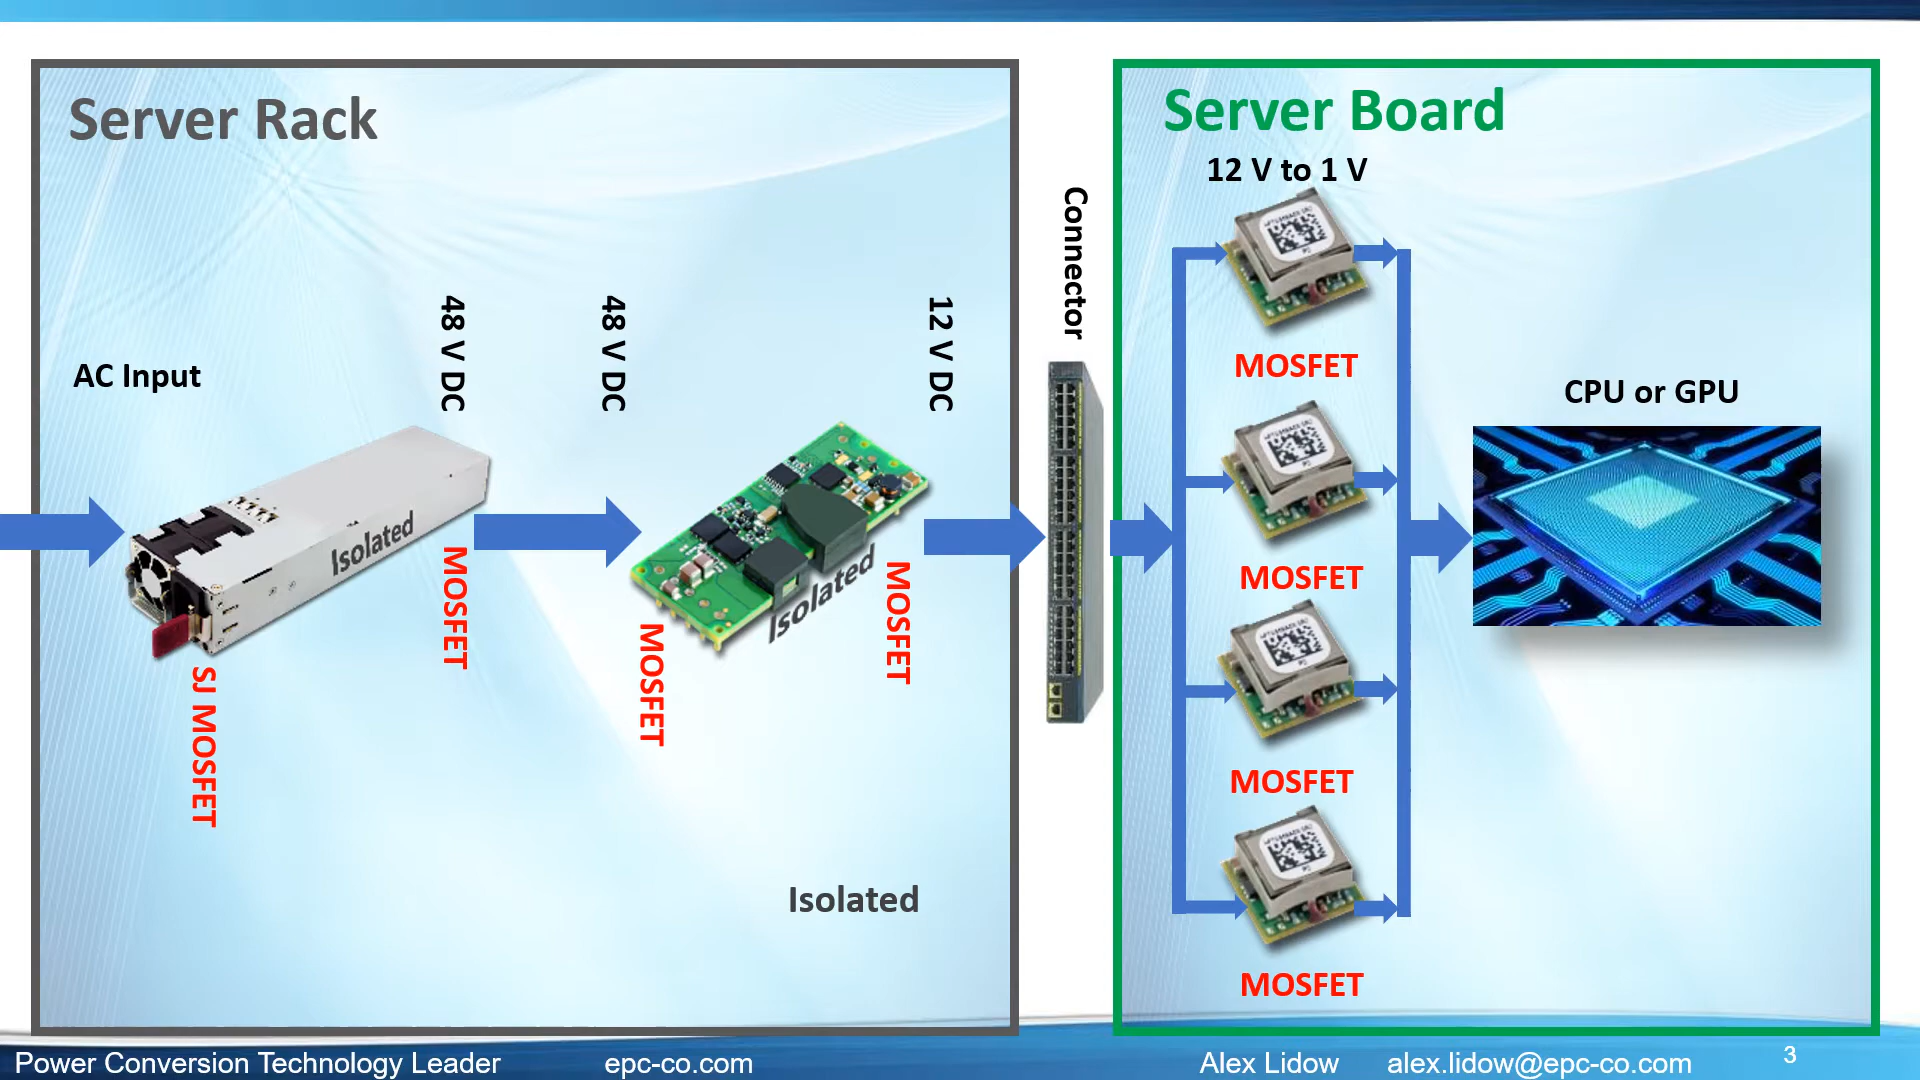 Server Rack
Server Board
12 V to 1 V
Connector
48 V DC
48 V DC
12 V DC
AC Input
MOSFET
CPU or GPU
Isolated
MOSFET
Isolated
MOSFET
MOSFET
MOSFET
SJ MOSFET
MOSFET
Isolated
MOSFET
Power Conversion Technology Leader
epc-co.com
Alex Lidow
alex.lidow@epc-co.com
3